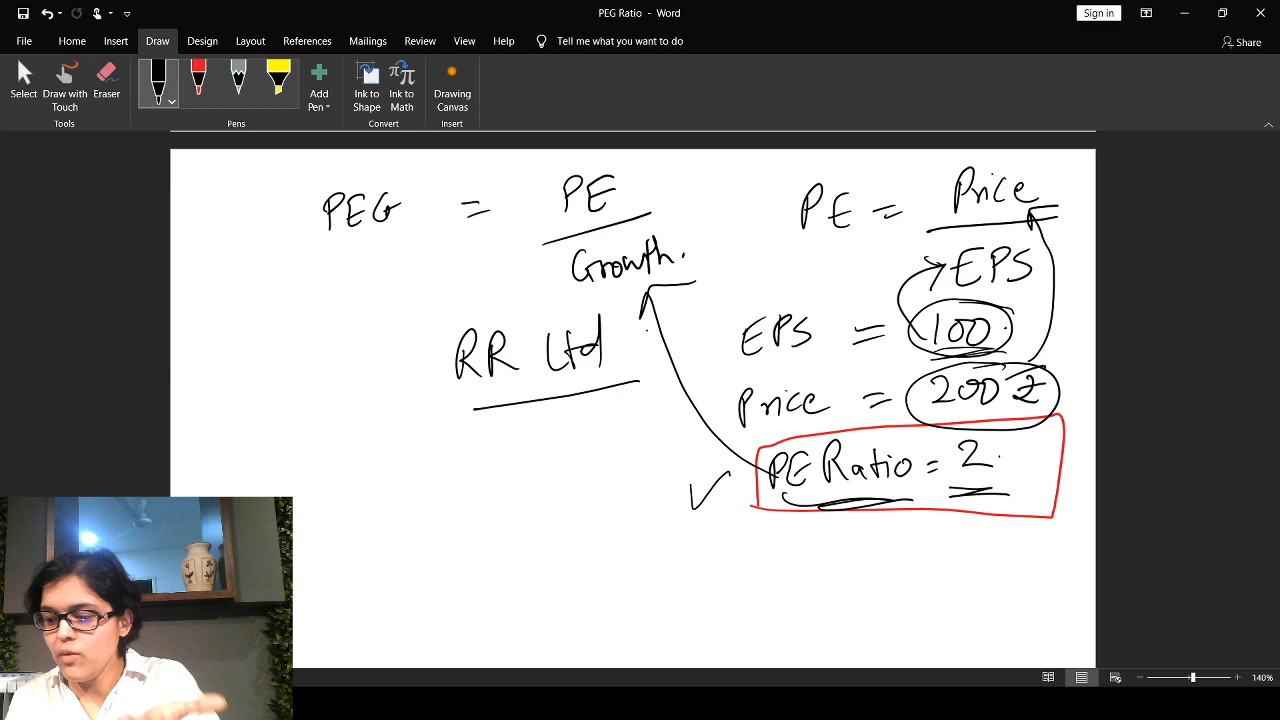 PEG Ratio - Word
Sign in
File Home Insert Draw Design Layout References Mailings Review View Help Tell me what you want to do
Share
Select Draw with Touch Eraser
Add Pen
Ink to Shape Ink to Math
Drawing Canvas
Tools Pens Convert Insert
PEG = PE
Growth.
PE = Price
EPS
RR Ltd
EPS = 100
Price = 200
PE Ratio = 2
140%